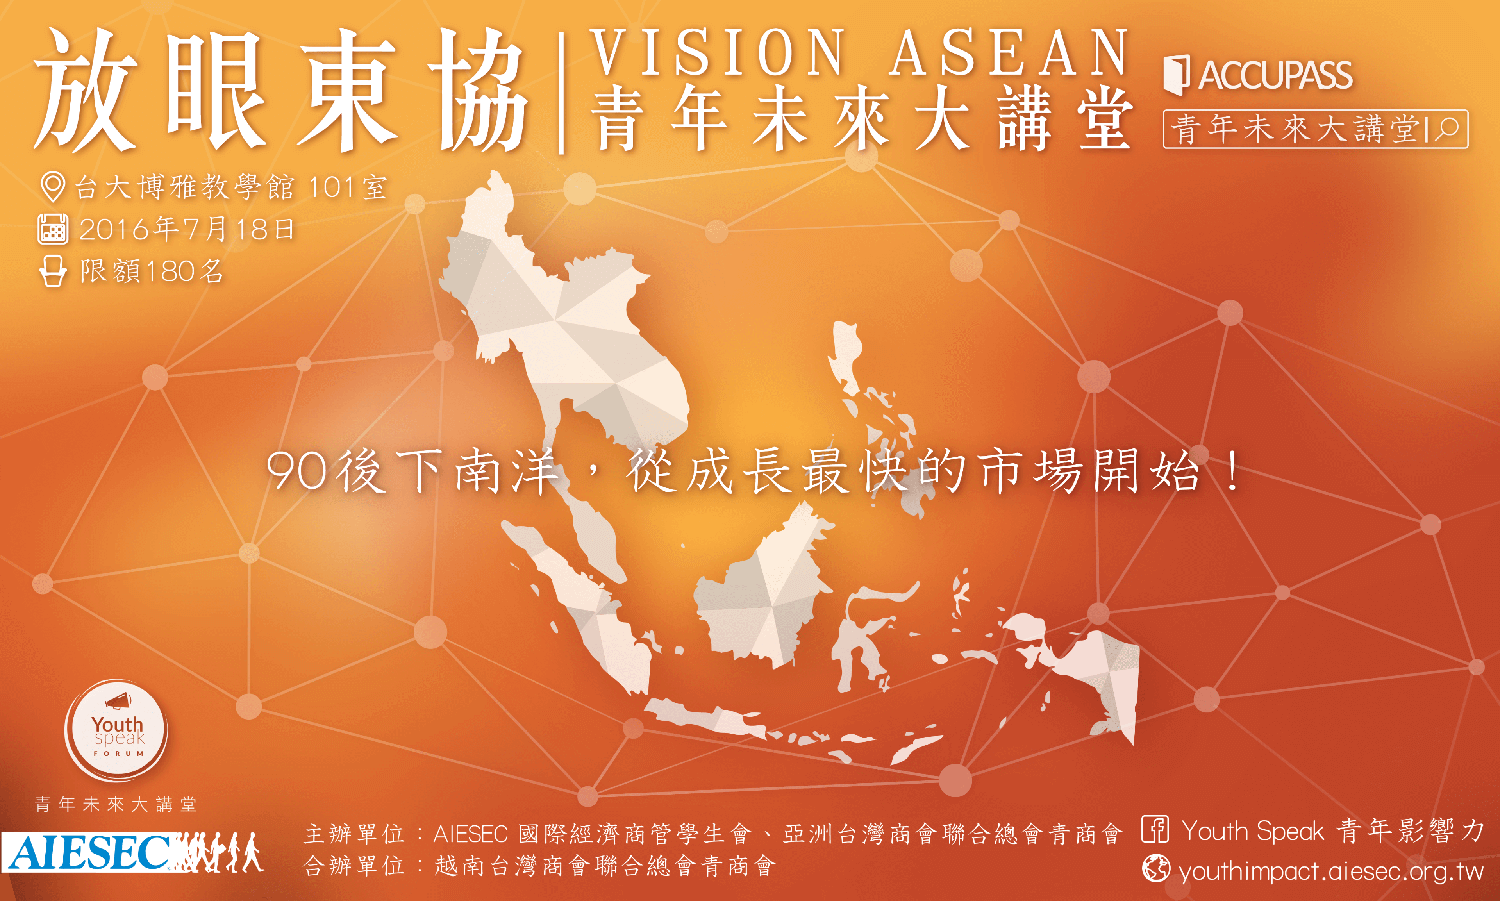 放眼東協
VISION ASEAN
青年未來大講堂
ACCUPASS
青年未來大講堂
台大博雅教學館 101室
2016年7月18日
限額180名
90後下南洋，從成長最快的市場開始！
Youth
speak
FORUM
青年未來大講堂
AIESEC
主辦單位：AIESEC 國際經濟商管學生會、亞洲台灣商會聯合總會青商會
合辦單位：越南台灣商會聯合總會青商會
Youth Speak 青年影響力
youthimpact.aiesec.org.tw